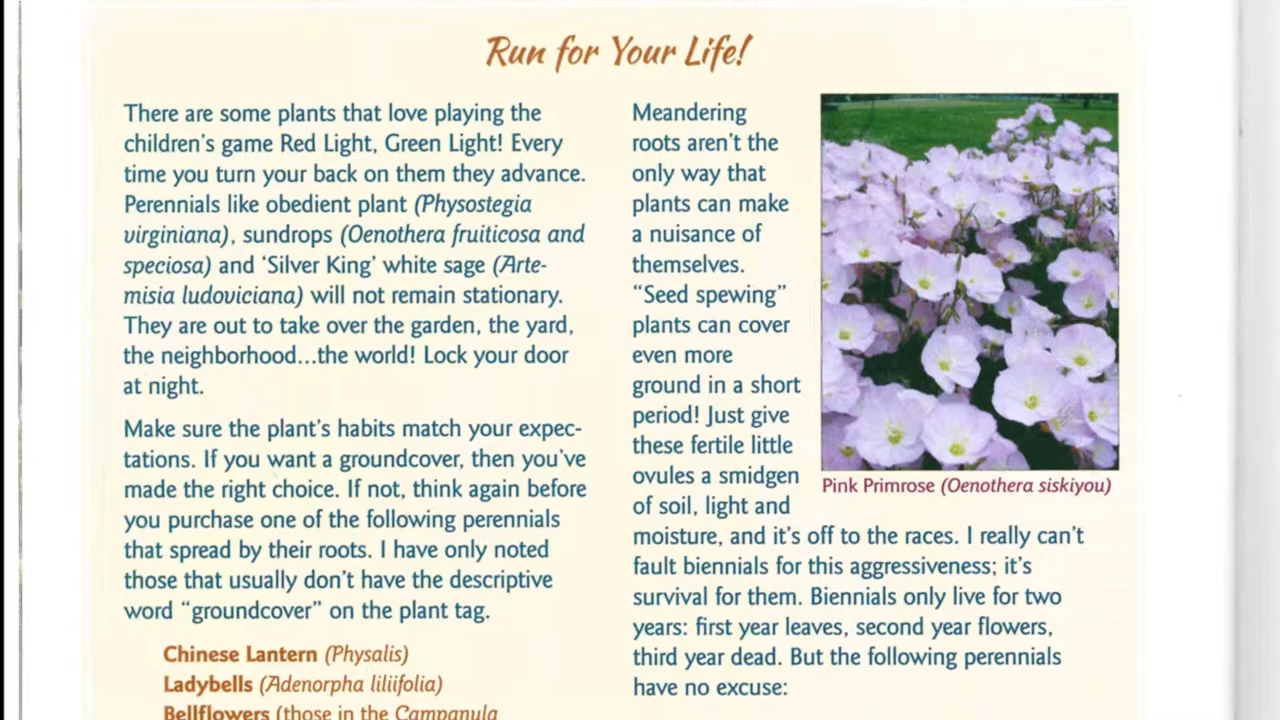 Run for Your Life!
There are some plants that love playing the
children's game Red Light, Green Light! Every
time you turn your back on them they advance.
Perennials like obedient plant (Physostegia
virginiana), sundrops (Oenothera fruiticosa and
speciosa) and 'Silver King' white sage (Arte-
misia ludoviciana) will not remain stationary.
They are out to take over the garden, the yard,
the neighborhood...the world! Lock your door
at night.
Make sure the plant's habits match your expec-
tations. If you want a groundcover, then you've
made the right choice. If not, think again before
you purchase one of the following perennials
that spread by their roots. I have only noted
those that usually don't have the descriptive
word "groundcover" on the plant tag.
Chinese Lantern (Physalis)
Ladybells (Adenorpha liliifolia)
Bellflowers (those in the Campanula
Meandering
roots aren't the
only way that
plants can make
a nuisance of
themselves.
"Seed spewing"
plants can cover
even more
ground in a short
period! Just give
these fertile little
ovules a smidgen
of soil, light and
moisture, and it's off to the races. I really can't
fault biennials for this aggressiveness; it's
survival for them. Biennials only live for two
years: first year leaves, second year flowers,
third year dead. But the following perennials
have no excuse:
Pink Primrose (Oenothera siskiyou)